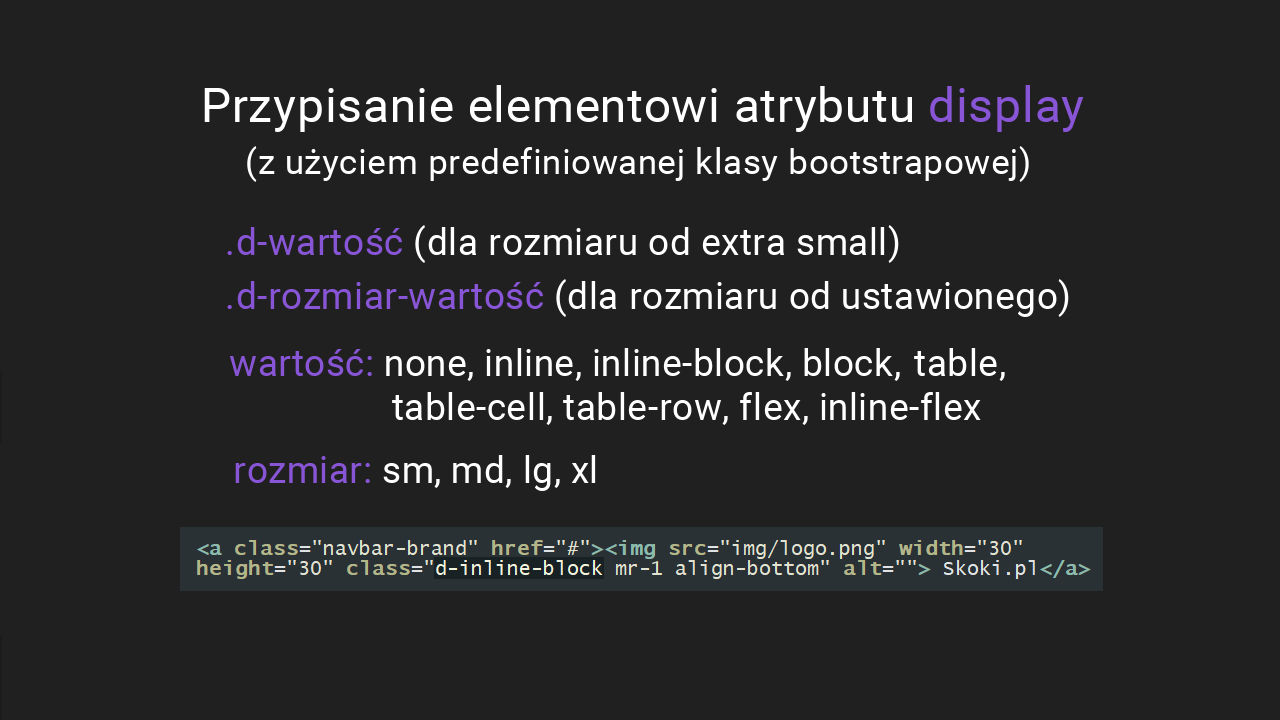 Przypisanie elementowi atrybutu display
(z użyciem predefiniowanej klasy bootstrapowej)
.d-wartość (dla rozmiaru od extra small)
.d-rozmiar-wartość (dla rozmiaru od ustawionego)
wartość: none, inline, inline-block, block, table,
table-cell, table-row, flex, inline-flex
rozmiar: sm, md, lg, xl
<a class="navbar-brand" href="#"><img src="img/logo.png" width="30"
height="30" class="d-inline-block mr-1 align-bottom" alt=""> Skoki.pl</a>